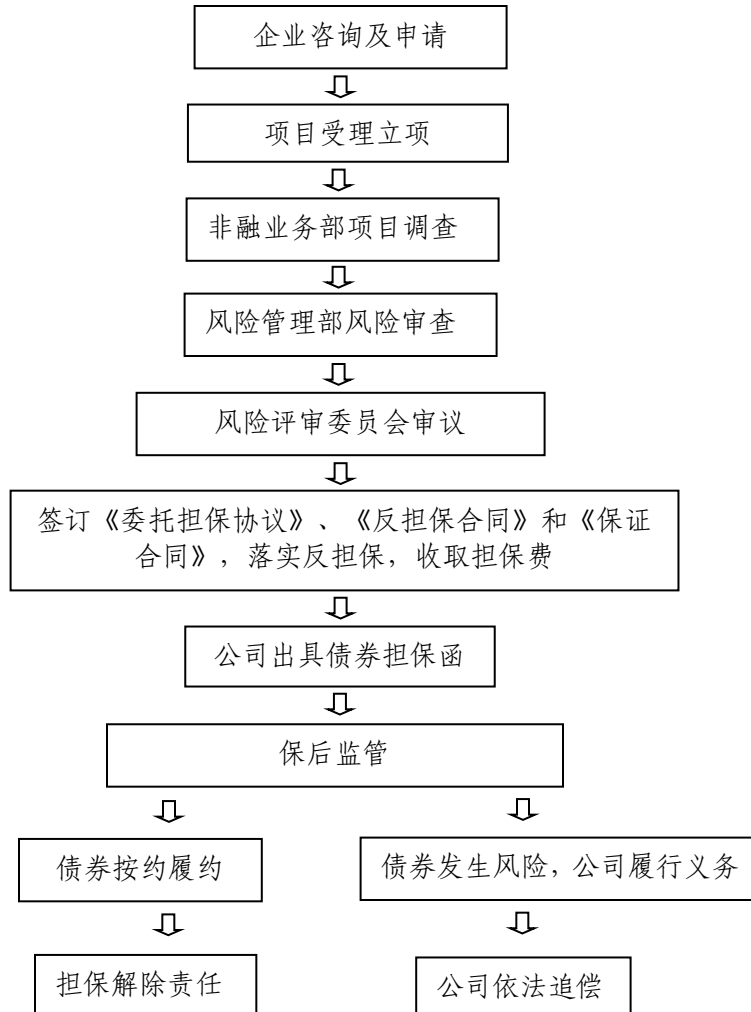 企业咨询及申请
项目受理立项
非融业务部项目调查
风险管理部风险审查
风险评审委员会审议
签订《委托担保协议》、《反担保合同》和《保证
合同》，落实反担保，收取担保费
公司出具债券担保函
保后监管
债券按约履约
债券发生风险，公司履行义务
担保解除责任
公司依法追偿